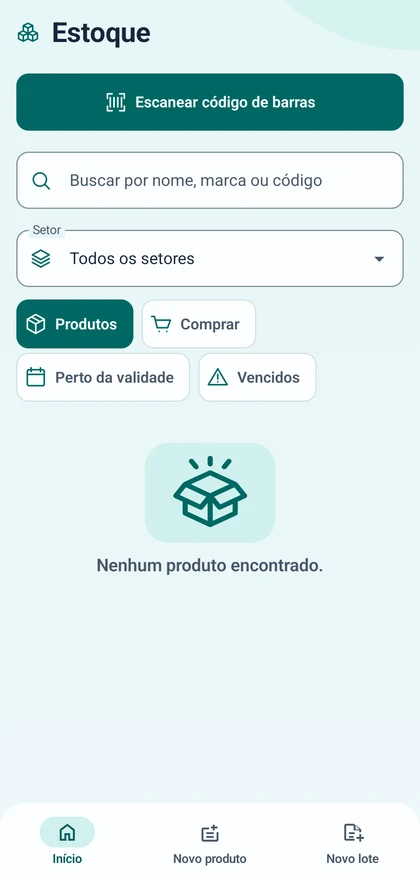 Estoque
Escanear código de barras
Buscar por nome, marca ou código
Setor
Todos os setores
Produtos
Comprar
Perto da validade
Vencidos
Nenhum produto encontrado.
Início
Novo produto
Novo lote